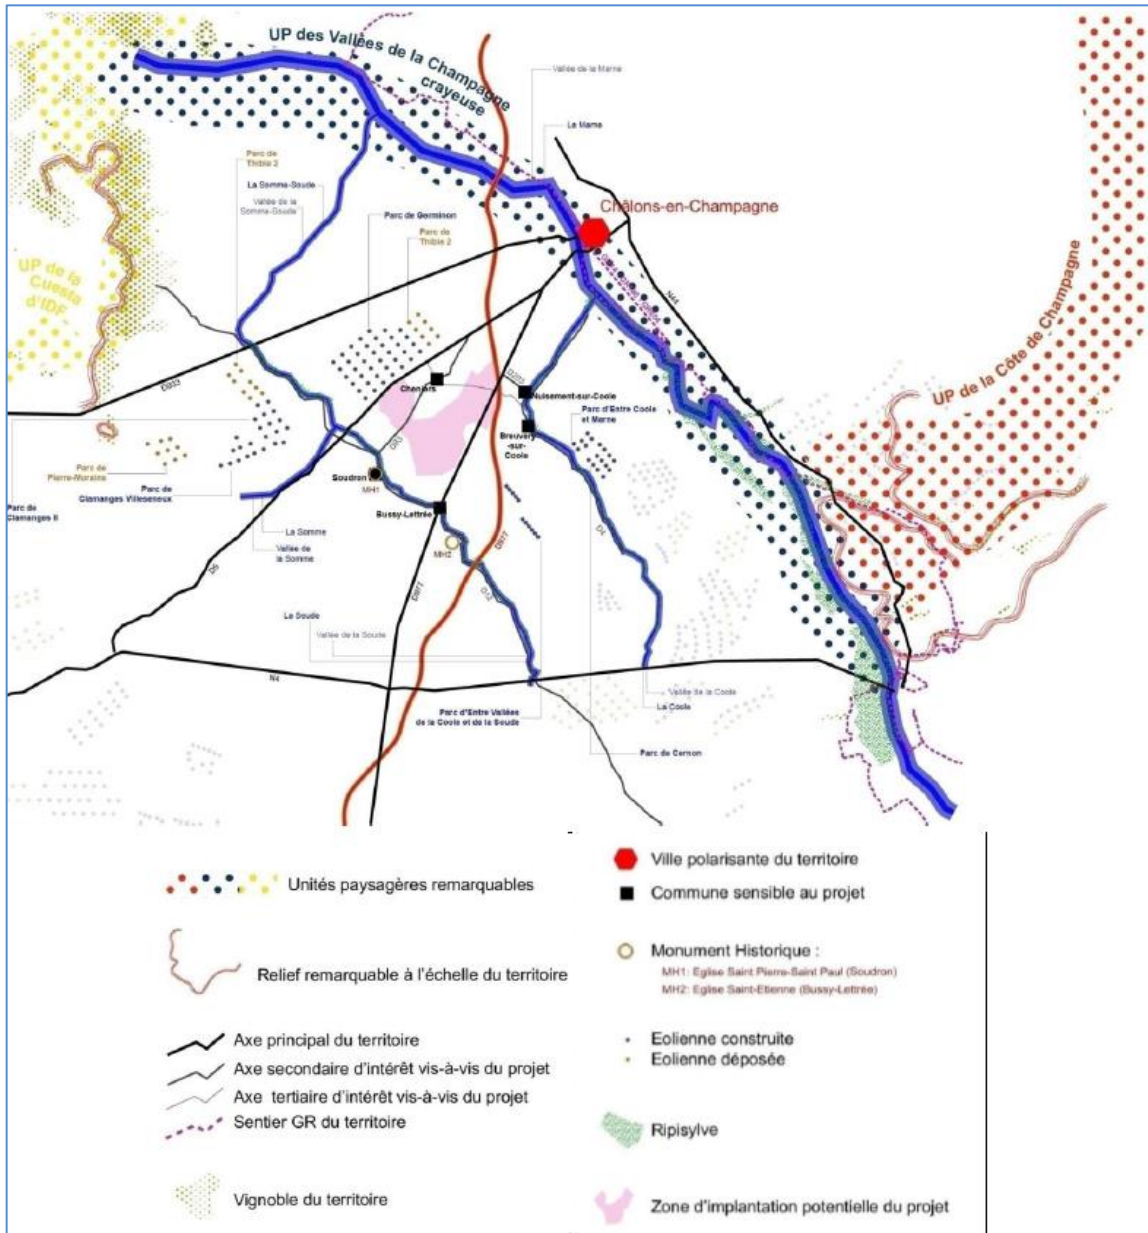 UP des Vallées de la Champagne
crayeuse
Vallée de la Marne
La Marne
Parc de
Thibie 2
La Somme-Soude
Vallée de la
Somme-Soude
Parc de Germinon
Parc de
Thibie 2
Châlons-en-Champagne
UP de la
Cuesta
d'IDF
N44
UP de la Côte de Champagne
D933
Cheniers
Nuisement-sur-Coole
Parc d'Entre Coole
et Marne
Breuvery
-sur-
Coole
D83
Parc de
Pierre-Morains
Parc de
Clamanges Villeseneux
Soudron
MH1
Parc de
Clamanges II
Bussy-Lettrée
La Somme
Vallée de
la Somme
MH2
D5
D977
D977
D12
D4
La Soude
Vallée de la Soude
N4
Vallée de la Coole
La Coole
Parc d'Entre Vallées
de la Coole et de la Soude
Parc de Cernon
Unités paysagères remarquables
Relief remarquable à l'échelle du territoire
Axe principal du territoire
Axe secondaire d'intérêt vis-à-vis du projet
Axe tertiaire d'intérêt vis-à-vis du projet
Sentier GR du territoire
Vignoble du territoire
Ville polarisante du territoire
Commune sensible au projet
Monument Historique :
MH1: Eglise Saint Pierre-Saint Paul (Soudron)
MH2: Eglise Saint-Etienne (Bussy-Lettrée)
Eolienne construite
Eolienne déposée
Ripisylve
Zone d'implantation potentielle du projet